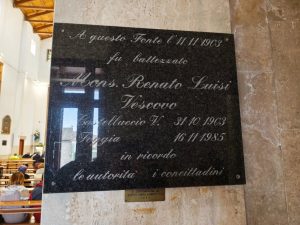 A questo Fonte l'11 11 1903
fu battezzato
Mons. Renato Luisi
Vescovo
Castelluccio V. 31 10 1903
Foggia 16 11 1985
in ricordo
le autorità i concittadini